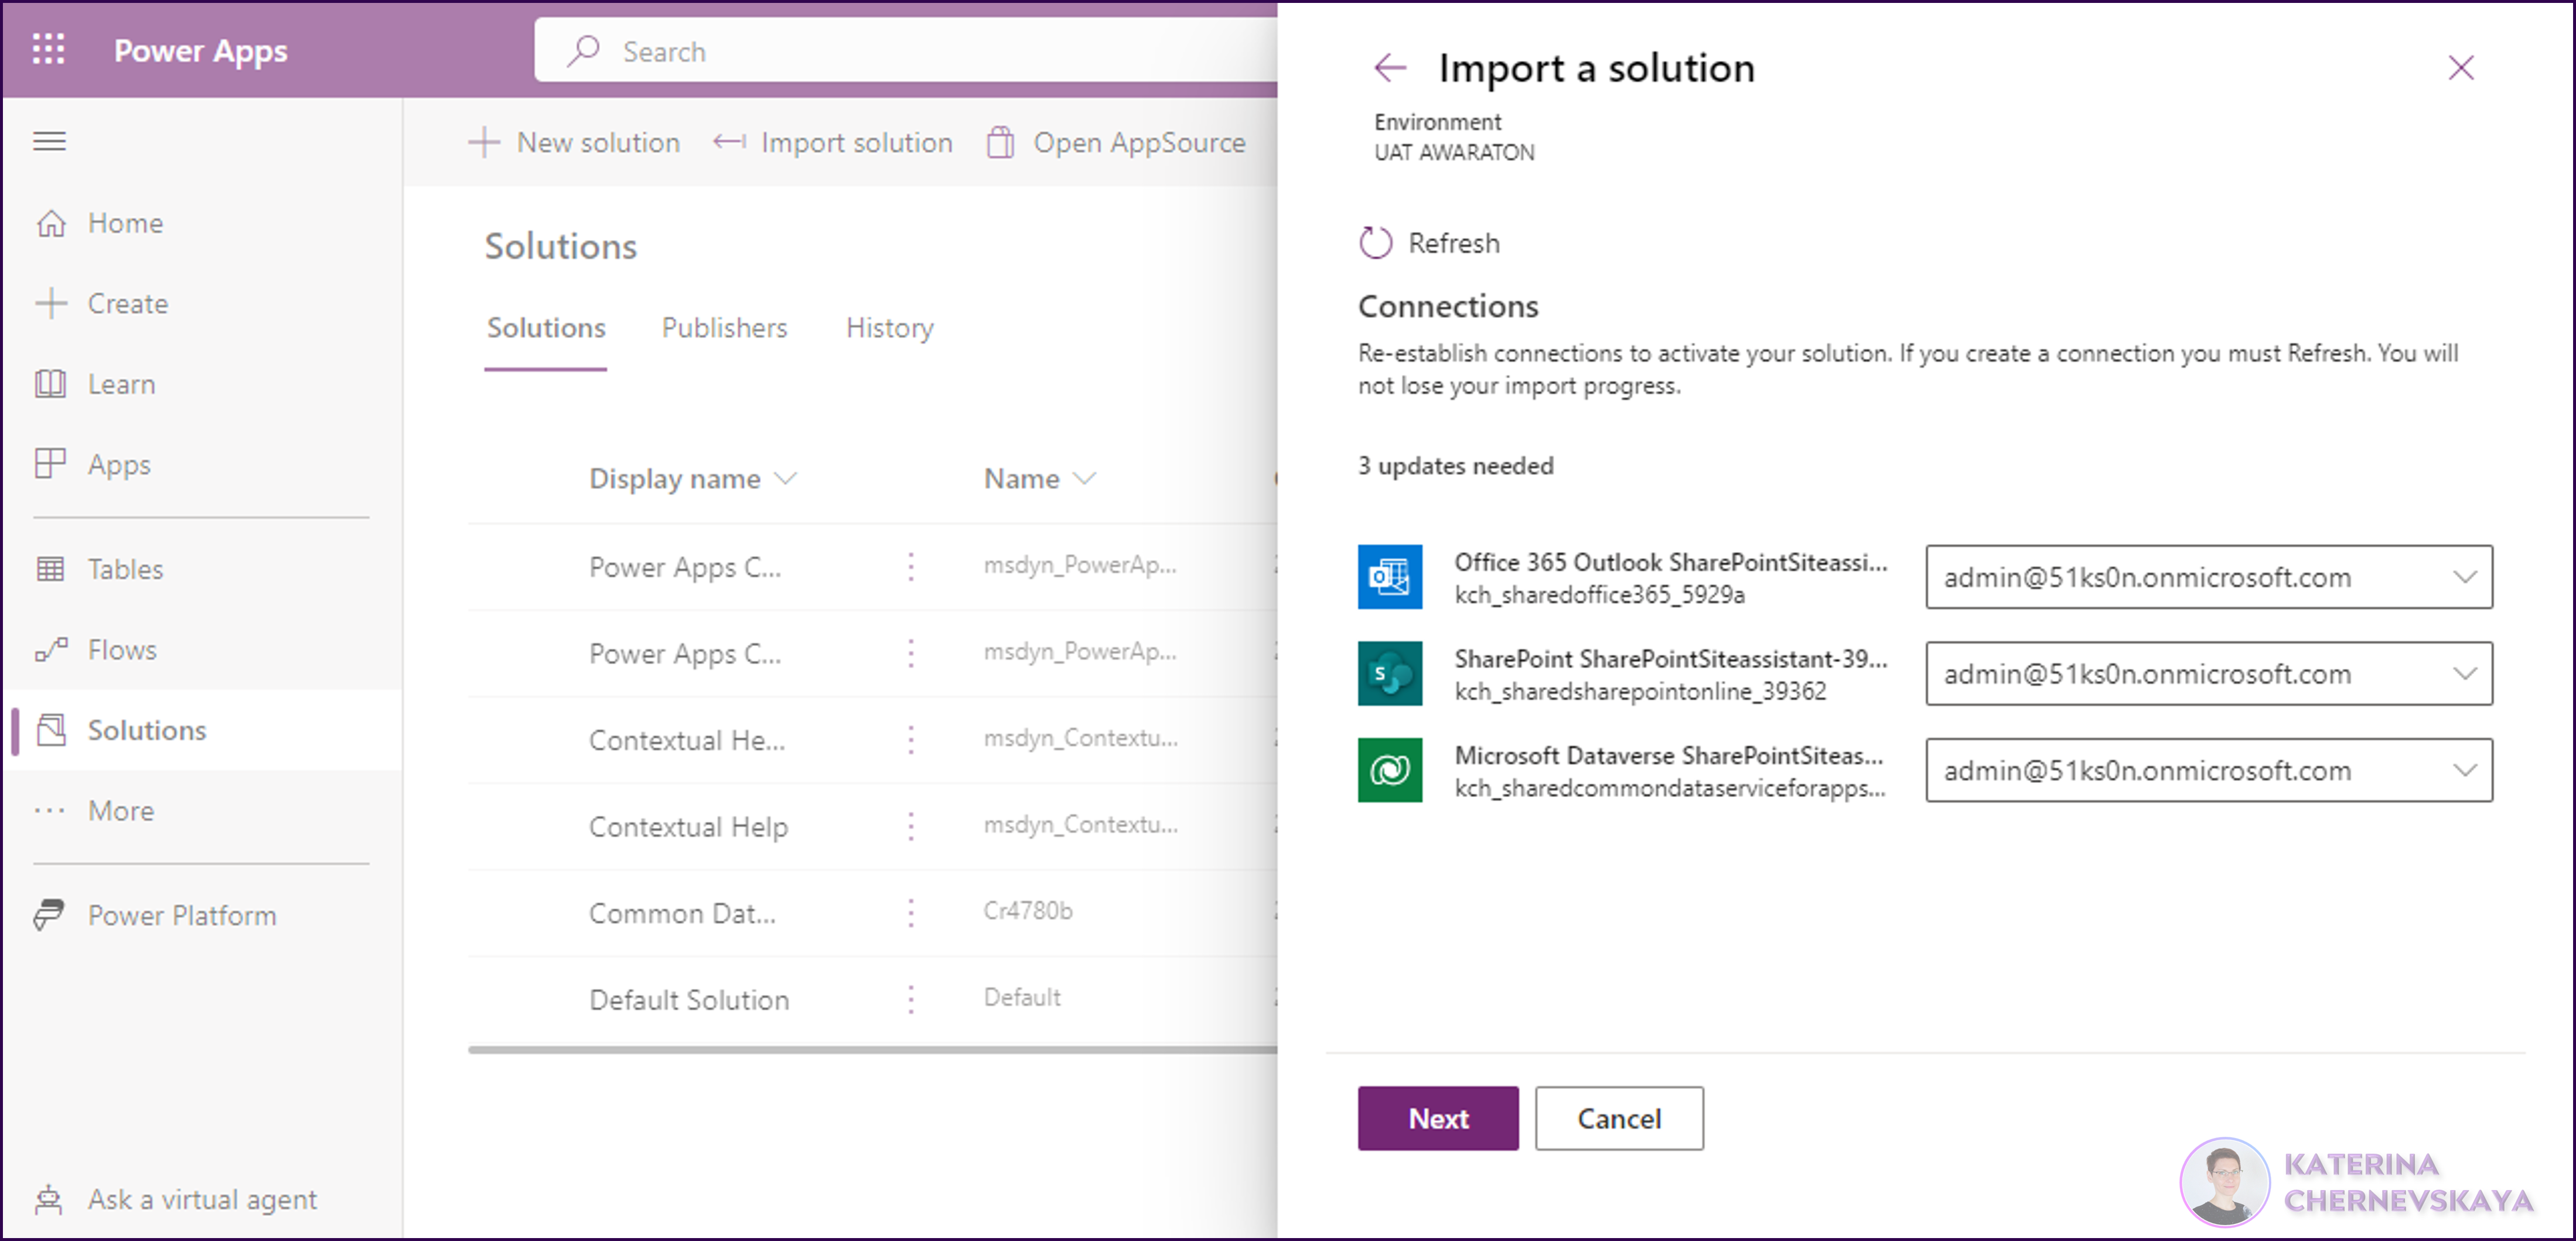 Power Apps
Search
Home
Create
Learn
Apps
Tables
Flows
Solutions
More
Power Platform
Ask a virtual agent
New solution
Import solution
Open AppSource
Solutions
Solutions Publishers History
Display name Name
Power Apps C... msdyn_PowerAp...
Power Apps C... msdyn_PowerAp...
Contextual He... msdyn_Contextu...
Contextual Help msdyn_Contextu...
Common Dat... Cr4780b
Default Solution Default
Import a solution
Environment
UAT AWARATON
Refresh
Connections
Re-establish connections to activate your solution. If you create a connection you must Refresh. You will
not lose your import progress.
3 updates needed
Office 365 Outlook SharePointSiteassi...
kch_sharedoffice365_5929a
admin@51ks0n.onmicrosoft.com
SharePoint SharePointSiteassistant-39...
kch_sharedsharepointonline_39362
admin@51ks0n.onmicrosoft.com
Microsoft Dataverse SharePointSiteas...
kch_sharedcommondataserviceforapps...
admin@51ks0n.onmicrosoft.com
Next Cancel
KATERINA
CHERNEVSKAYA